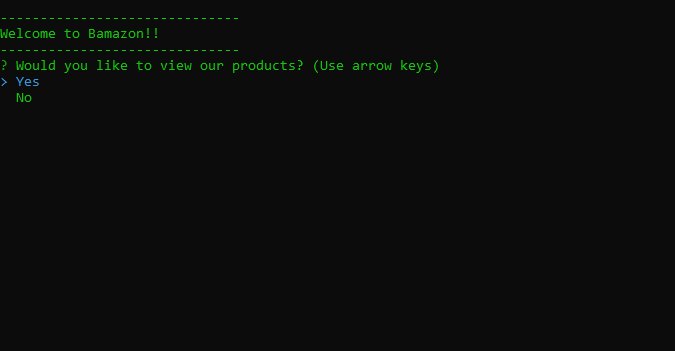 ------------------------------
Welcome to Bamazon!!
------------------------------
? Would you like to view our products? (Use arrow keys)
> Yes
  No